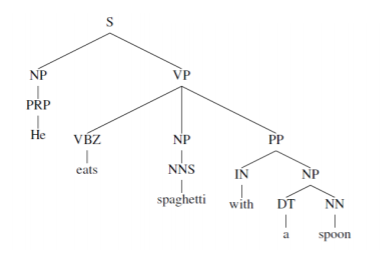 S
NP VP
PRP
He VBZ NP PP
eats NNS IN NP
spaghetti with DT NN
a spoon